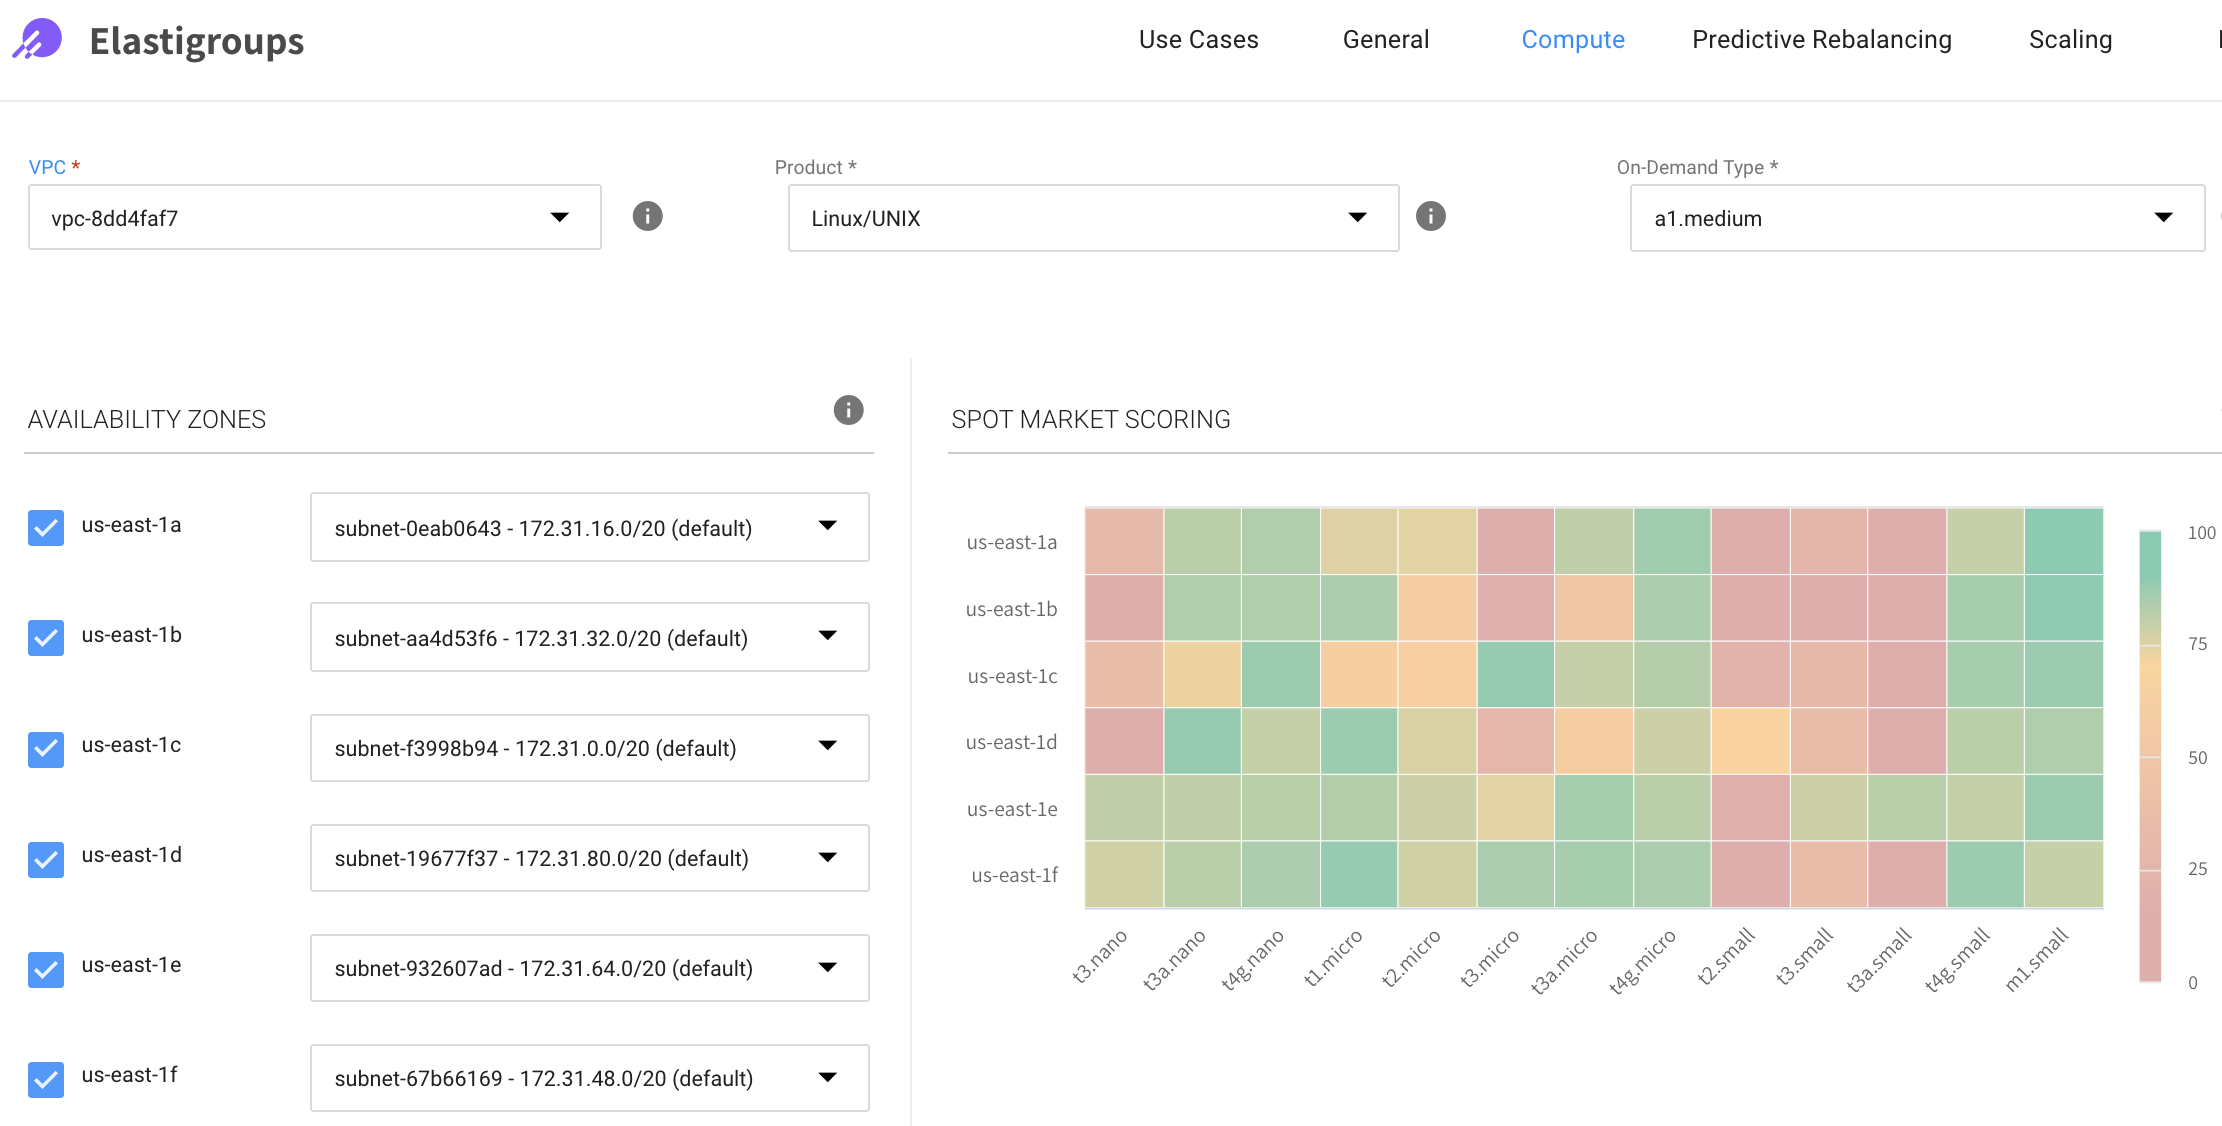 Elastigroups
Use Cases
General
Compute
Predictive Rebalancing
Scaling
VPC *
Product *
On-Demand Type *
vpc-8dd4faf7
Linux/UNIX
a1.medium
AVAILABILITY ZONES
us-east-1a
subnet-0eab0643 - 172.31.16.0/20 (default)
us-east-1b
subnet-aa4d53f6 - 172.31.32.0/20 (default)
us-east-1c
subnet-f3998b94 - 172.31.0.0/20 (default)
us-east-1d
subnet-19677f37 - 172.31.80.0/20 (default)
us-east-1e
subnet-932607ad - 172.31.64.0/20 (default)
us-east-1f
subnet-67b66169 - 172.31.48.0/20 (default)
SPOT MARKET SCORING
us-east-1a
us-east-1b
us-east-1c
us-east-1d
us-east-1e
us-east-1f
t3.nano
t3a.nano
t4g.nano
t1.micro
t2.micro
t3.micro
t3a.micro
t4g.micro
t2.small
t3.small
t3a.small
t4g.small
m1.small
100
75
50
25
0